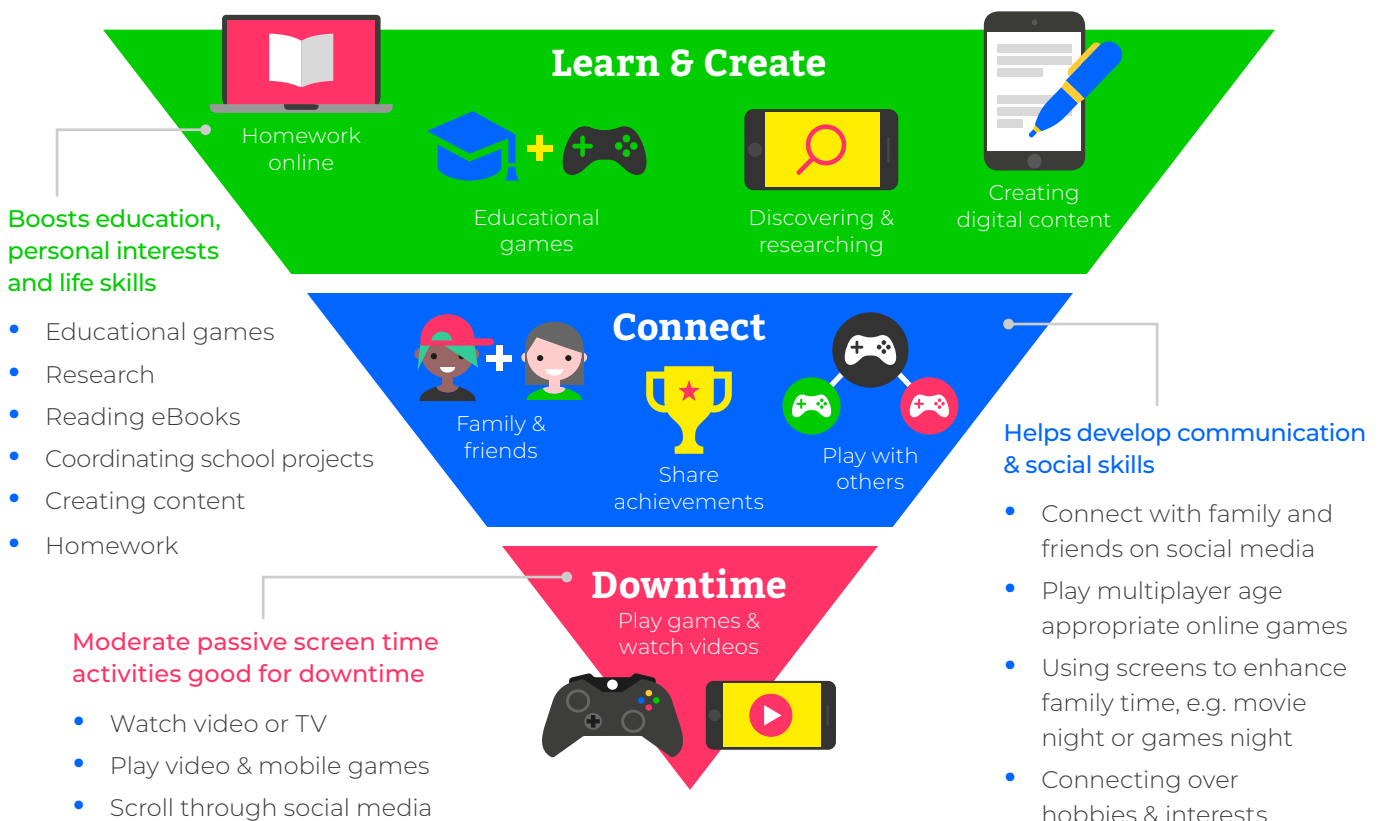 Learn & Create
Homework
online
Educational
games
Discovering &
researching
Creating
digital content
Boosts education,
personal interests
and life skills
• Educational games
• Research
• Reading eBooks
• Coordinating school projects
• Creating content
• Homework
Connect
Family &
friends
Share
achievements
Play with
others
Helps develop communication
& social skills
• Connect with family and
friends on social media
• Play multiplayer age
appropriate online games
• Using screens to enhance
family time, e.g. movie
night or games night
• Connecting over
hobbies & interests
Downtime
Play games &
watch videos
Moderate passive screen time
activities good for downtime
• Watch video or TV
• Play video & mobile games
• Scroll through social media